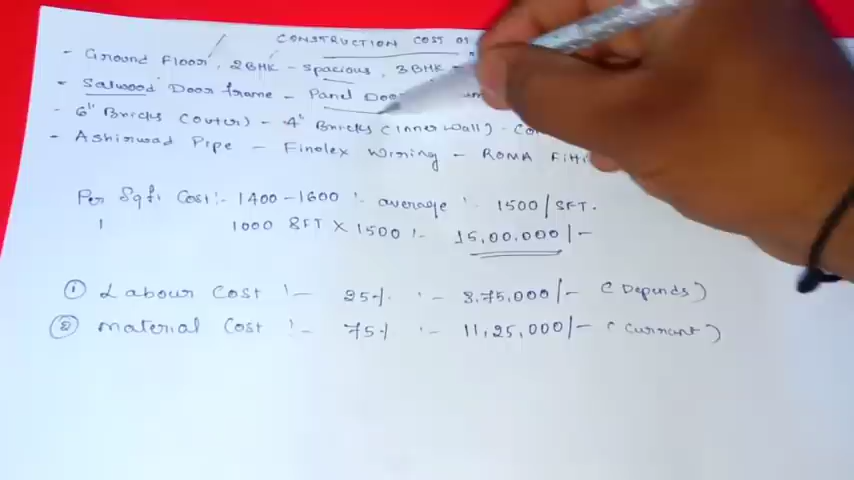 CONSTRUCTION COST OF
- Ground Floor, 2BHK - Spacious, 3BHK -
- Salwood Door frame - Panel Door
- 6" Bricks (outer) - 4" Bricks (Inner wall) -
- Ashirwad Pipe - Finolex Wiring - ROMA Fitti
Per Sqft Cost :- 1400 - 1600 :- average :- 1500/SFT.
1000 SFT X 1500 :- 15,00,000/-
① Labour Cost :- 25% :- 3,75,000/- (Depends)
② Material Cost :- 75% :- 11,25,000/- (Current)